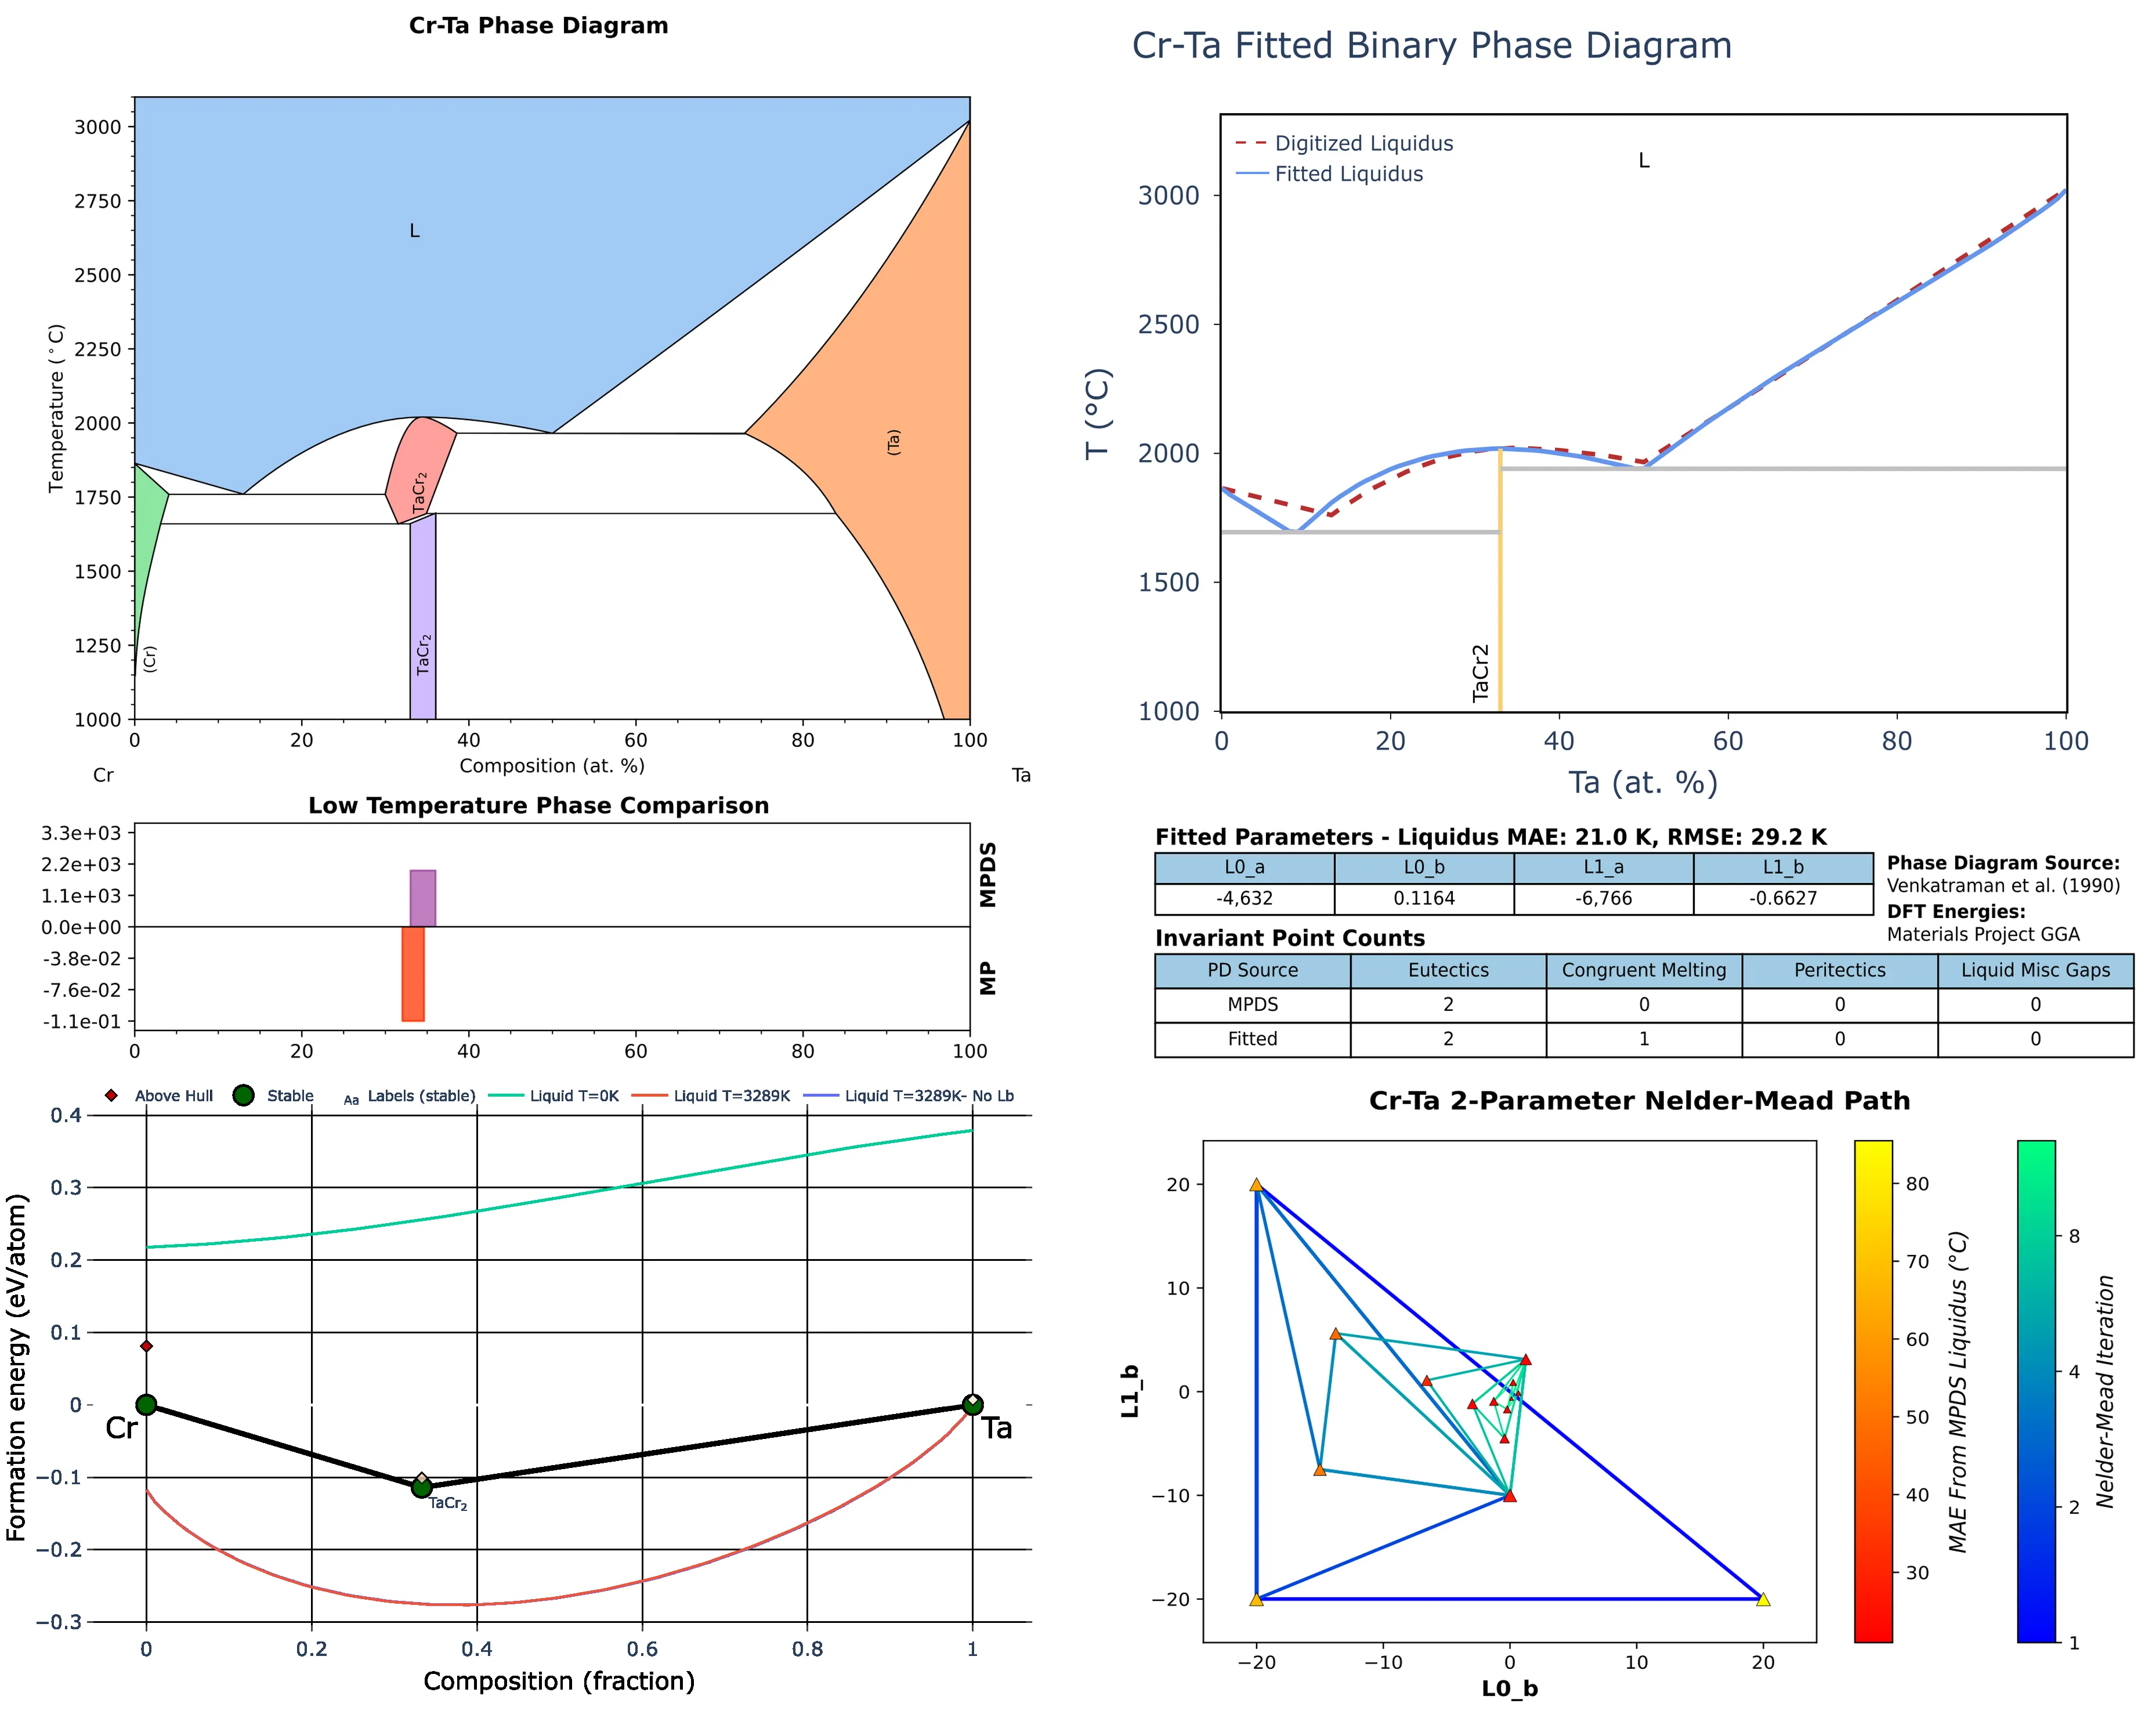 Cr-Ta Phase Diagram
3000
2750
2500
2250
2000
1750
1500
1250
1000
Temperature (°C)
L
TaCr2
TaCr2
(Cr)
(Ta)
0 20 40 60 80 100
Composition (at. %)
Cr Ta
Low Temperature Phase Comparison
3.3e+03
2.2e+03
1.1e+03
0.0e+00
-3.8e-02
-7.6e-02
-1.1e-01
MPDS
MP
0 20 40 60 80 100
Above Hull Stable Aa Labels (stable) Liquid T=0K Liquid T=3289K Liquid T=3289K- No Lb
0.4
0.3
0.2
0.1
0
−0.1
−0.2
−0.3
Formation energy (eV/atom)
Cr
TaCr2
Ta
0 0.2 0.4 0.6 0.8 1
Composition (fraction)
Cr-Ta Fitted Binary Phase Diagram
Digitized Liquidus
Fitted Liquidus
L
3000
2500
2000
1500
1000
T (°C)
TaCr2
0 20 40 60 80 100
Ta (at. %)
Fitted Parameters - Liquidus MAE: 21.0 K, RMSE: 29.2 K
L0_a L0_b L1_a L1_b
-4,632 0.1164 -6,766 -0.6627
Phase Diagram Source:
Venkatraman et al. (1990)
DFT Energies:
Materials Project GGA
Invariant Point Counts
PD Source Eutectics Congruent Melting Peritectics Liquid Misc Gaps
MPDS 2 0 0 0
Fitted 2 1 0 0
Cr-Ta 2-Parameter Nelder-Mead Path
20
10
0
−10
−20
L1_b
−20 −10 0 10 20
L0_b
80
70
60
50
40
30
MAE From MPDS Liquidus (°C)
8
4
2
1
Nelder-Mead Iteration